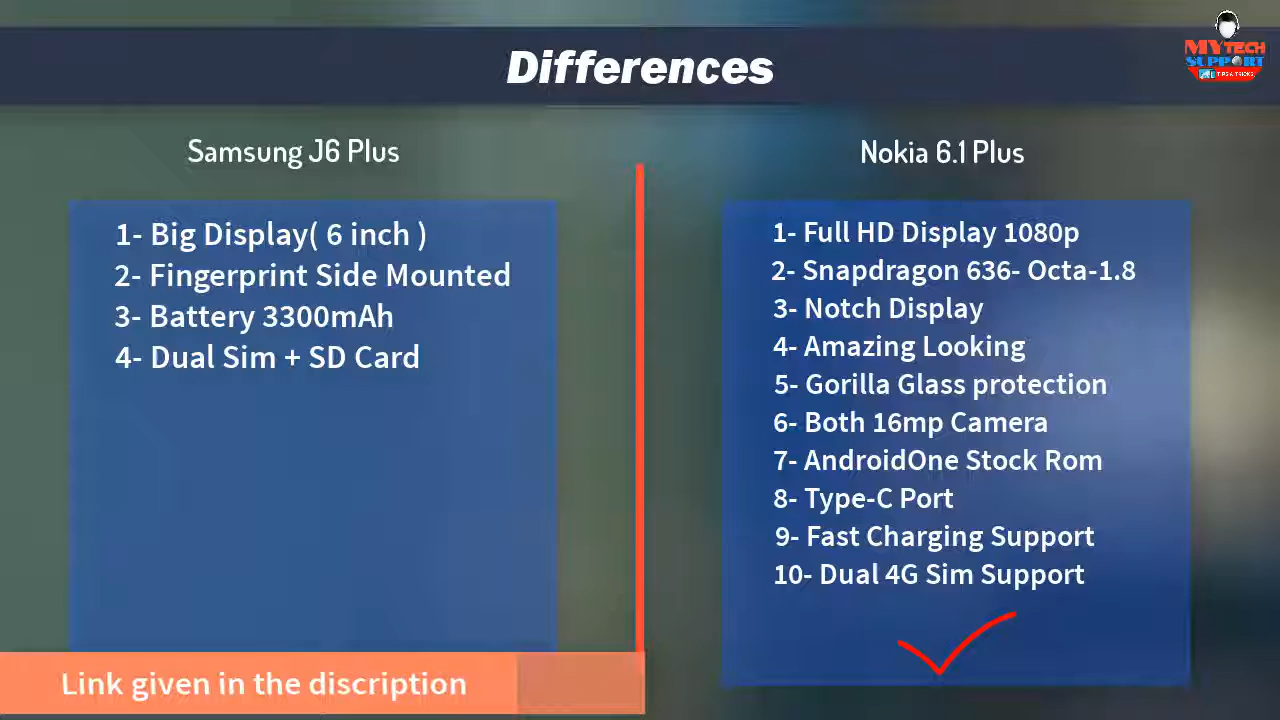 Differences
MYTECH
SUPPORT
TIPS & TRICKS
Samsung J6 Plus
1- Big Display( 6 inch )
2- Fingerprint Side Mounted
3- Battery 3300mAh
4- Dual Sim + SD Card
Nokia 6.1 Plus
1- Full HD Display 1080p
2- Snapdragon 636- Octa-1.8
3- Notch Display
4- Amazing Looking
5- Gorilla Glass protection
6- Both 16mp Camera
7- AndroidOne Stock Rom
8- Type-C Port
9- Fast Charging Support
10- Dual 4G Sim Support
Link given in the discription